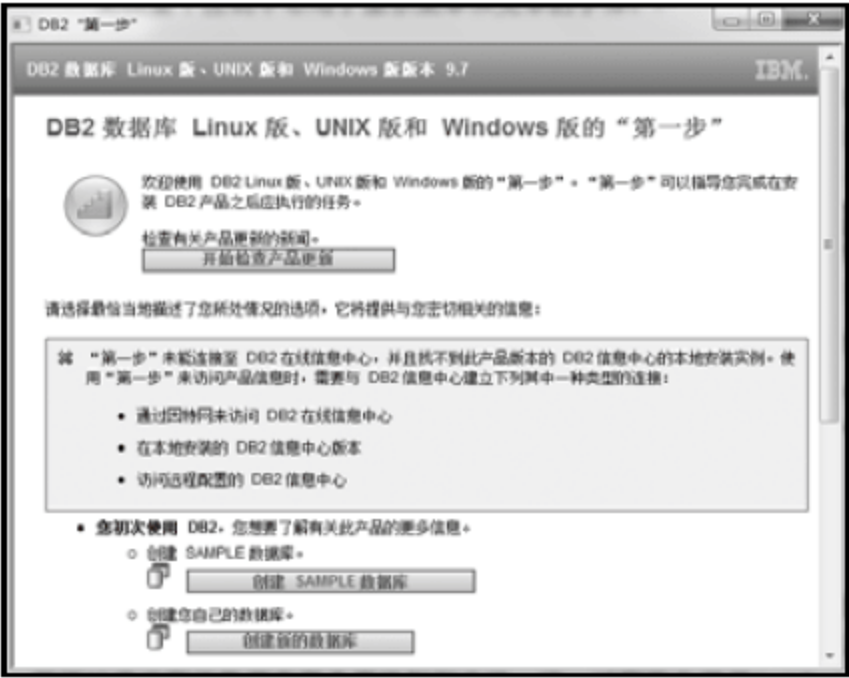 DB2 "第一步"
DB2 数据库 Linux 版、UNIX 版和 Windows 版版本 9.7
IBM.
DB2 数据库 Linux 版、UNIX 版和 Windows 版的“第一步”
欢迎使用 DB2 Linux 版、UNIX 版和 Windows 版的“第一步”。“第一步”可以指导您完成在安
装 DB2 产品之后应执行的任务。
检查有关产品更新的新闻。
开始检查产品更新
请选择最恰当地描述了您所处情况的选项，它将提供与您密切相关的信息：
“第一步”未能连接至 DB2 在线信息中心，并且找不到此产品版本的 DB2 信息中心的本地安装实例。使
用“第一步”来访问产品信息时，需要与 DB2 信息中心建立下列其中一种类型的连接：
• 通过因特网来访问 DB2 在线信息中心
• 在本地安装的 DB2 信息中心版本
• 访问远程配置的 DB2 信息中心
• 您初次使用 DB2，您想要了解有关此产品的更多信息。
○ 创建 SAMPLE 数据库。
创建 SAMPLE 数据库
○ 创建您自己的数据库。
创建新的数据库